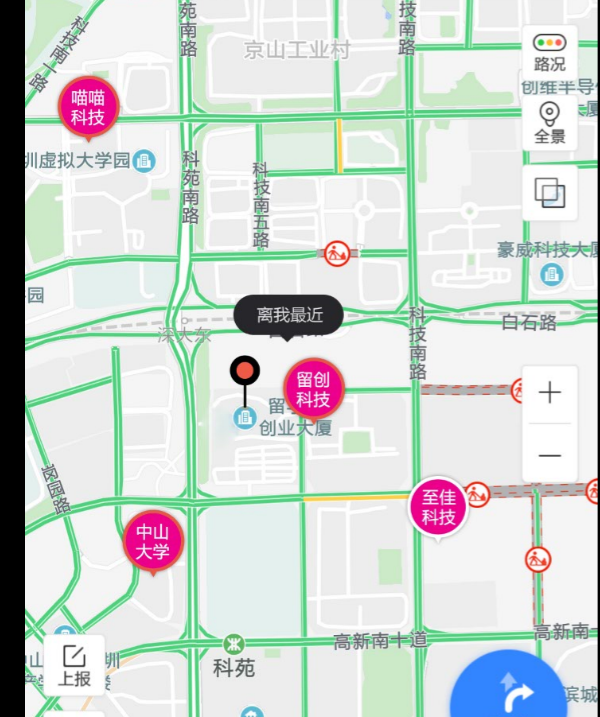 苑南路
技南路
科技南一路
京山工业村
路况
创维半导
大厦
喵喵
科技
全景
圳虚拟大学园
科苑南路
科技南五路
豪威科技大厦
园
离我最近
深大东
科技南路
白石路
留创
科技
创业大厦
至佳
科技
中山
大学
高新南十道
高新南
科苑
上报
滨城